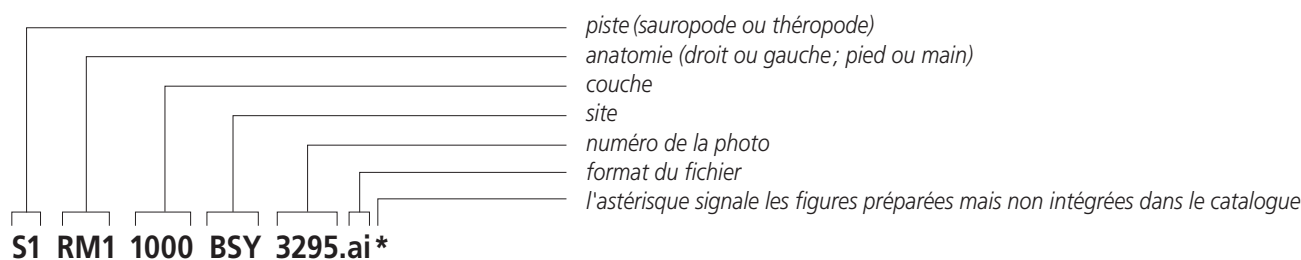 piste (sauropode ou théropode)
anatomie (droit ou gauche ; pied ou main)
couche
site
numéro de la photo
format du fichier
l'astérisque signale les figures préparées mais non intégrées dans le catalogue
S1 RM1 1000 BSY 3295.ai*